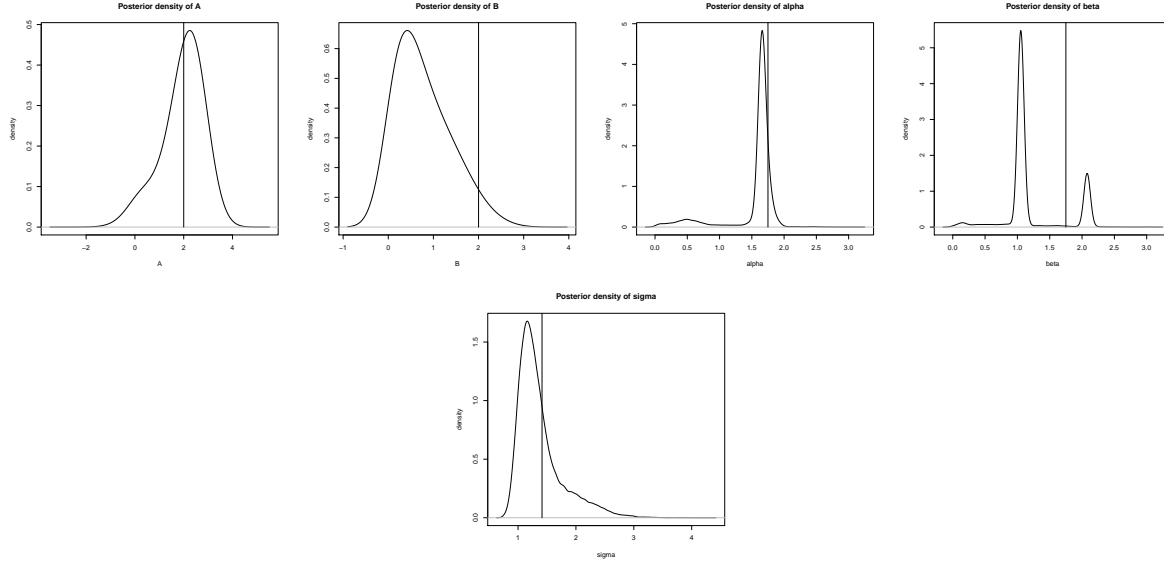 Posterior density of A
density
0.0 0.1 0.2 0.3 0.4 0.5
−2 0 2 4
A
Posterior density of B
density
0.0 0.1 0.2 0.3 0.4 0.5 0.6
−1 0 1 2 3 4
B
Posterior density of alpha
density
0 1 2 3 4 5
0.0 0.5 1.0 1.5 2.0 2.5 3.0
alpha
Posterior density of beta
density
0 1 2 3 4 5
0.0 0.5 1.0 1.5 2.0 2.5 3.0
beta
Posterior density of sigma
density
0.0 0.5 1.0 1.5
1 2 3 4
sigma